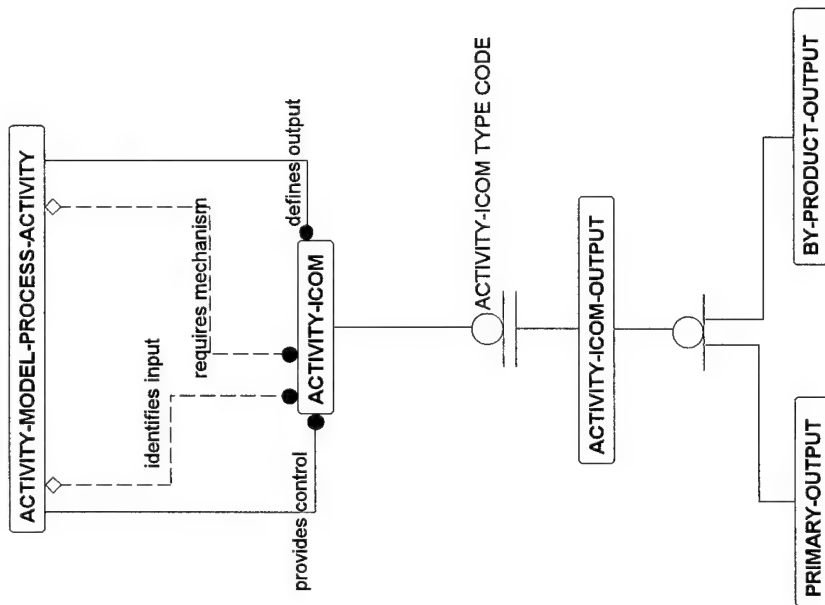 ACTIVITY-MODEL-PROCESS-ACTIVITY
identifies input
requires mechanism
provides control
defines output
ACTIVITY-ICOM
ACTIVITY-ICOM TYPE CODE
ACTIVITY-ICOM-OUTPUT
PRIMARY-OUTPUT
BY-PRODUCT-OUTPUT